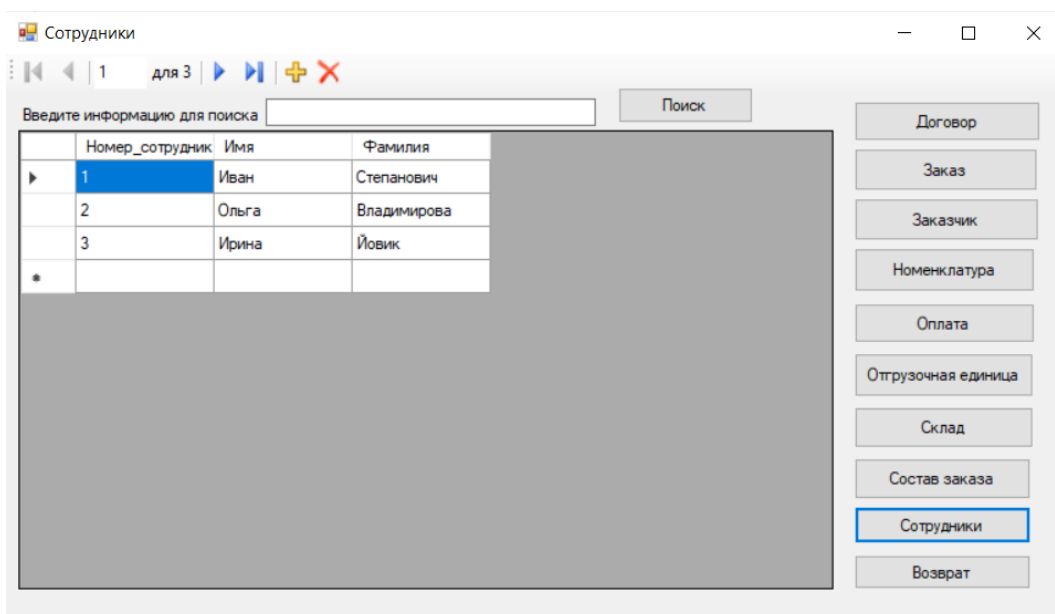 Сотрудники
1 для 3
Введите информацию для поиска Поиск
Номер_сотрудник Имя Фамилия
1 Иван Степанович
2 Ольга Владимирова
3 Ирина Йовик
Договор
Заказ
Заказчик
Номенклатура
Оплата
Отгрузочная единица
Склад
Состав заказа
Сотрудники
Возврат